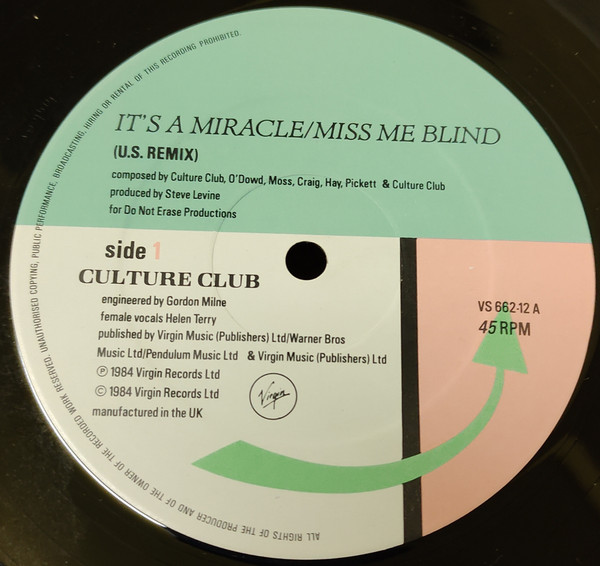 IT'S A MIRACLE/MISS ME BLIND
(U.S. REMIX)
composed by Culture Club, O'Dowd, Moss, Craig, Hay, Pickett & Culture Club
produced by Steve Levine
for Do Not Erase Productions
side 1
CULTURE CLUB
engineered by Gordon Milne
female vocals Helen Terry
published by Virgin Music (Publishers) Ltd/Warner Bros
Music Ltd/Pendulum Music Ltd & Virgin Music (Publishers) Ltd
℗ 1984 Virgin Records Ltd
© 1984 Virgin Records Ltd
manufactured in the UK
Virgin
VS 662-12 A
45 RPM
ALL RIGHTS OF THE PRODUCER AND OF THE OWNER OF THE RECORDED WORK RESERVED. UNAUTHORISED COPYING, PUBLIC PERFORMANCE, BROADCASTING, HIRING OR RENTAL OF THIS RECORDING PROHIBITED.